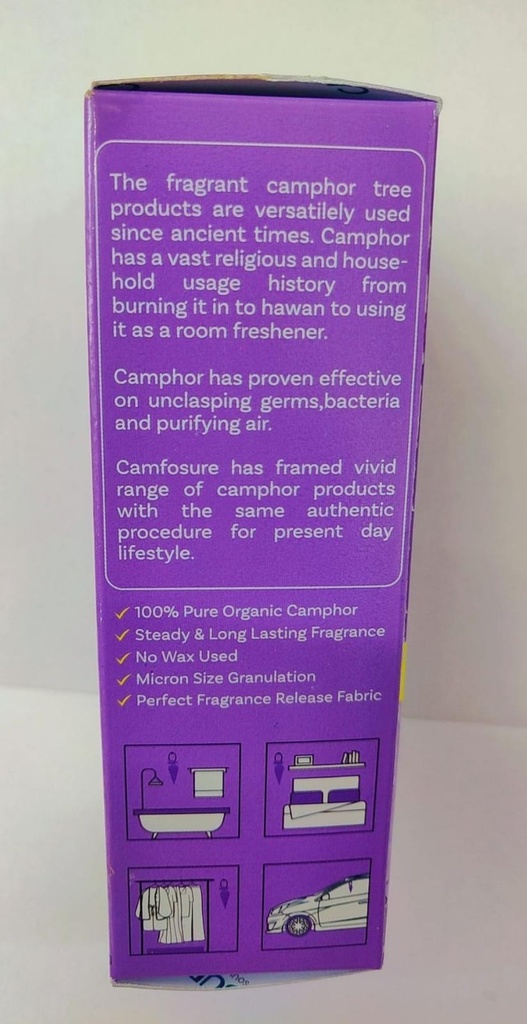 The fragrant camphor tree
products are versatilely used
since ancient times. Camphor
has a vast religious and house-
hold usage history from
burning it in to hawan to using
it as a room freshener.
Camphor has proven effective
on unclasping germs,bacteria
and purifying air.
Camfosure has framed vivid
range of camphor products
with the same authentic
procedure for present day
lifestyle.
100% Pure Organic Camphor
Steady & Long Lasting Fragrance
No Wax Used
Micron Size Granulation
Perfect Fragrance Release Fabric